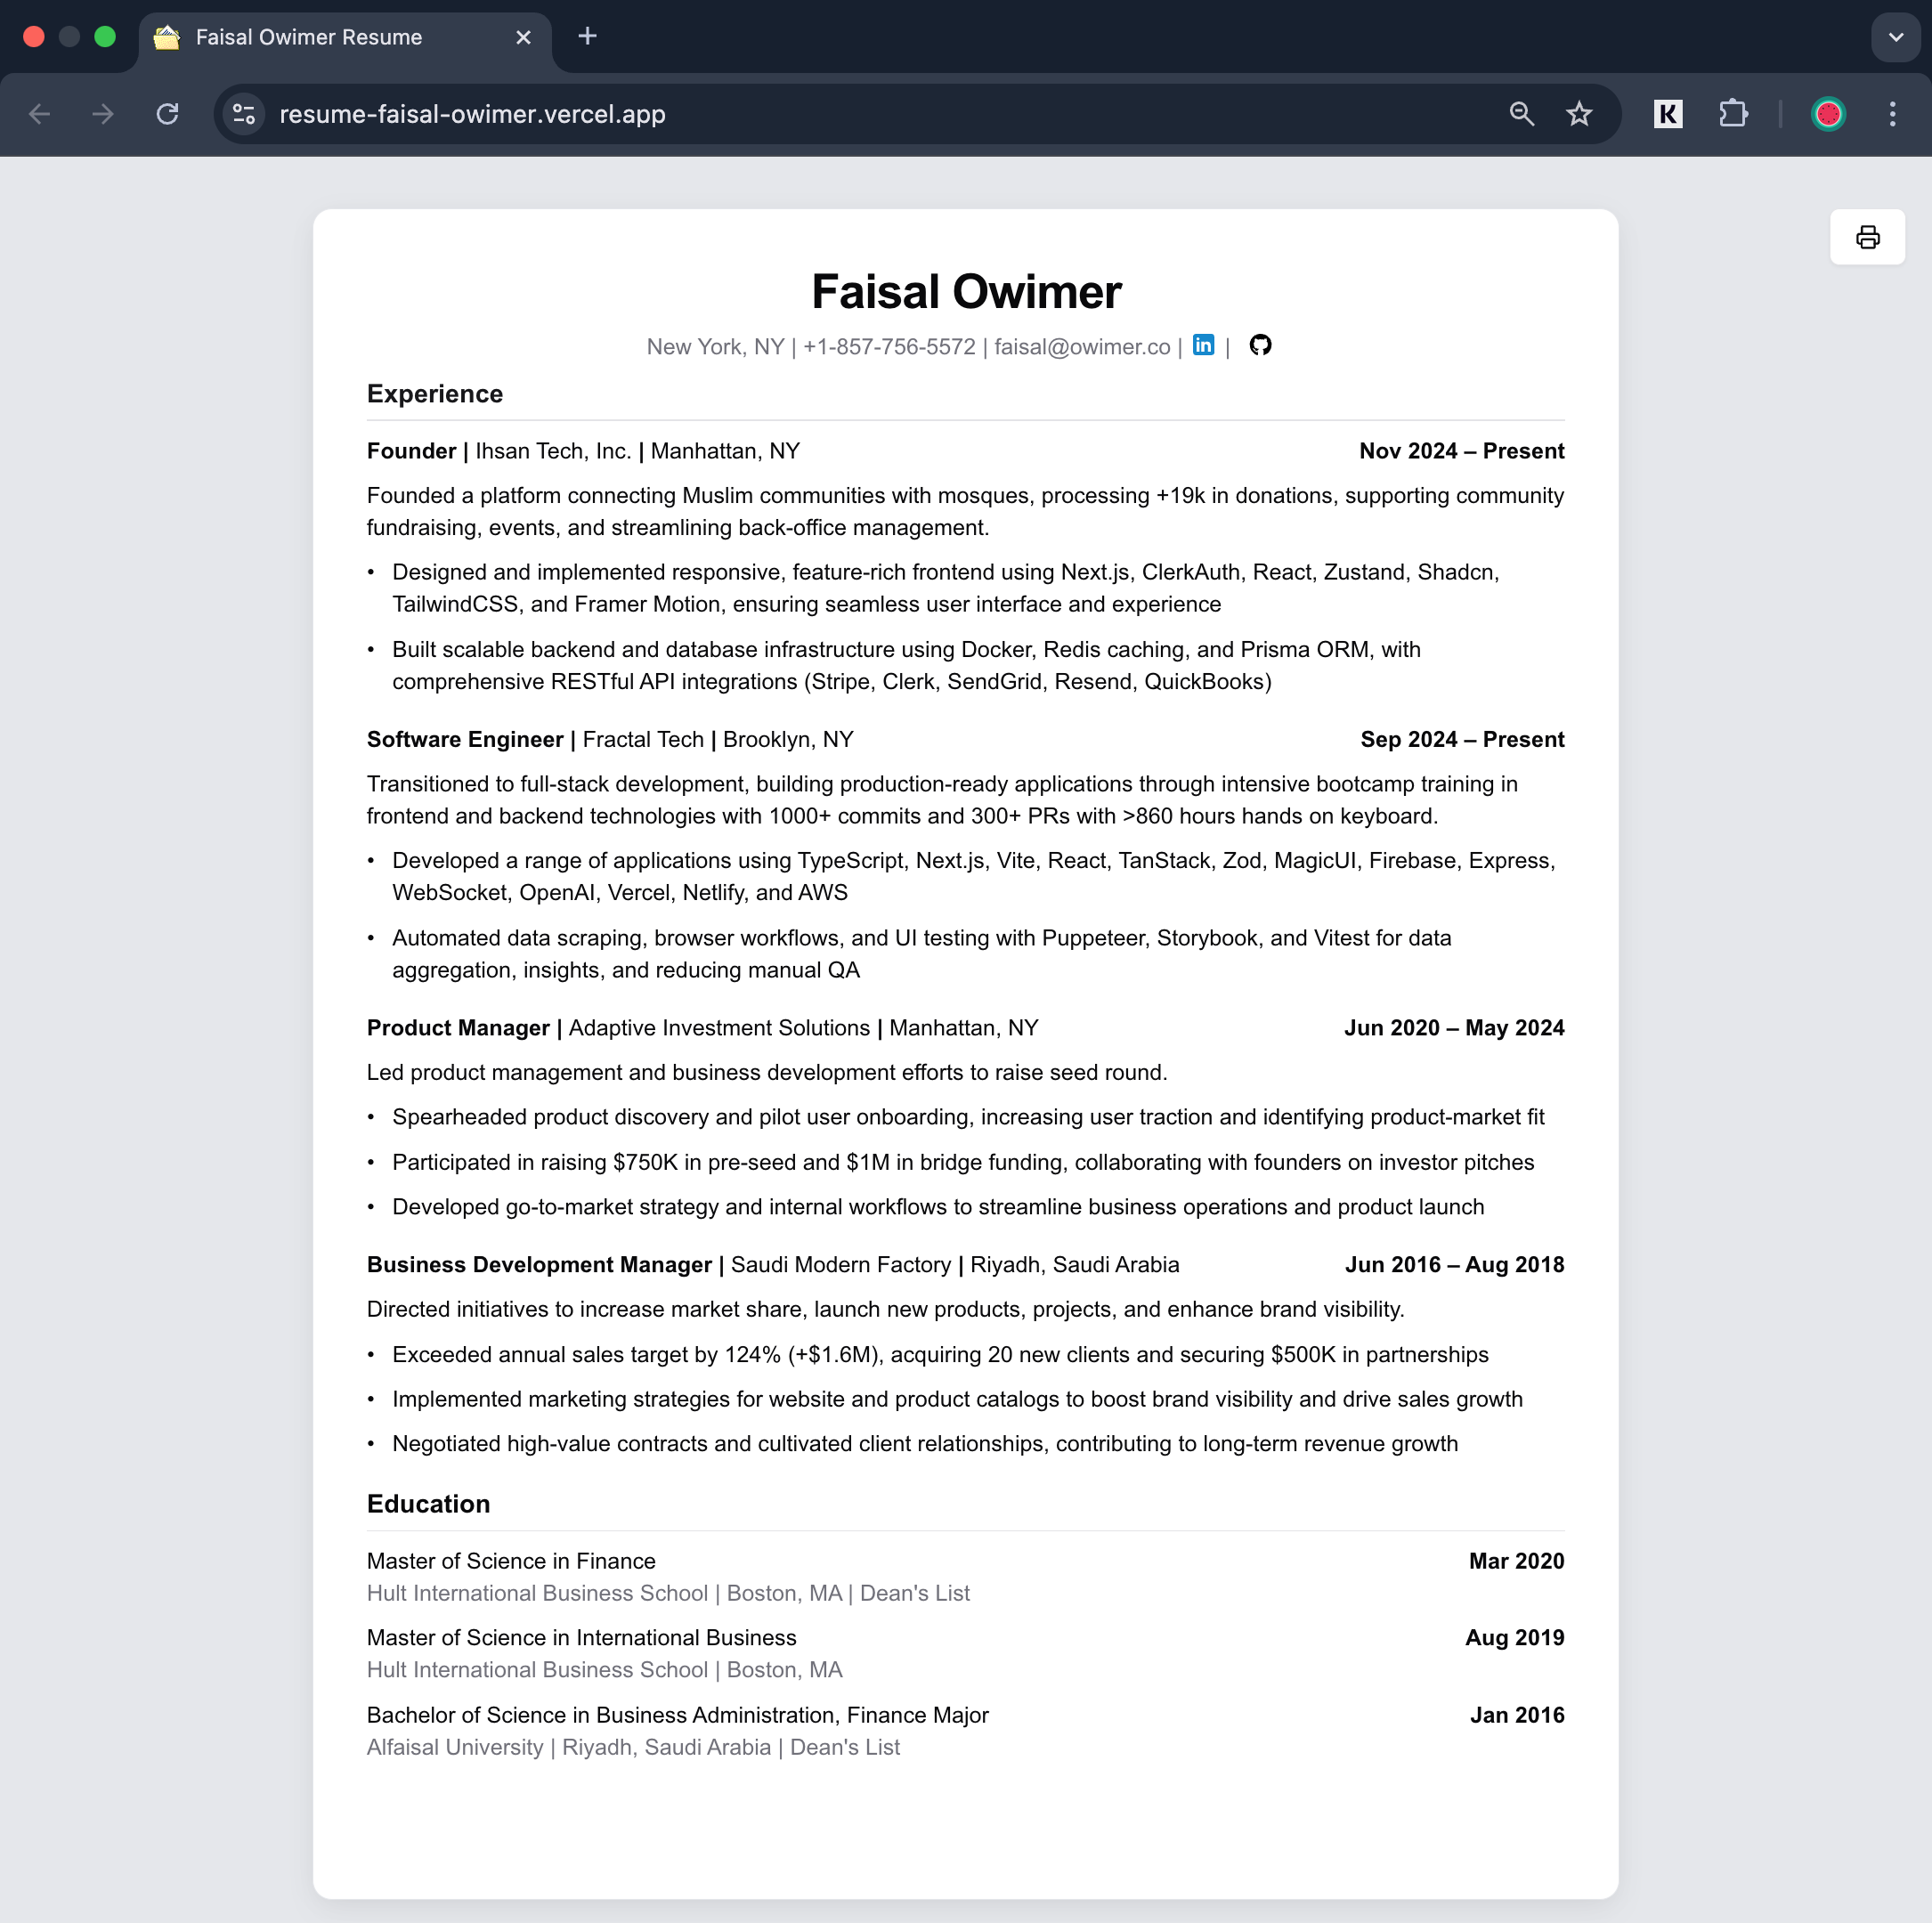 Faisal Owimer Resume
resume-faisal-owimer.vercel.app
K
Faisal Owimer
New York, NY | +1-857-756-5572 | faisal@owimer.co | in |
Experience
Founder | Ihsan Tech, Inc. | Manhattan, NY Nov 2024 – Present
Founded a platform connecting Muslim communities with mosques, processing +19k in donations, supporting community
fundraising, events, and streamlining back-office management.
• Designed and implemented responsive, feature-rich frontend using Next.js, ClerkAuth, React, Zustand, Shadcn,
TailwindCSS, and Framer Motion, ensuring seamless user interface and experience
• Built scalable backend and database infrastructure using Docker, Redis caching, and Prisma ORM, with
comprehensive RESTful API integrations (Stripe, Clerk, SendGrid, Resend, QuickBooks)
Software Engineer | Fractal Tech | Brooklyn, NY Sep 2024 – Present
Transitioned to full-stack development, building production-ready applications through intensive bootcamp training in
frontend and backend technologies with 1000+ commits and 300+ PRs with >860 hours hands on keyboard.
• Developed a range of applications using TypeScript, Next.js, Vite, React, TanStack, Zod, MagicUI, Firebase, Express,
WebSocket, OpenAI, Vercel, Netlify, and AWS
• Automated data scraping, browser workflows, and UI testing with Puppeteer, Storybook, and Vitest for data
aggregation, insights, and reducing manual QA
Product Manager | Adaptive Investment Solutions | Manhattan, NY Jun 2020 – May 2024
Led product management and business development efforts to raise seed round.
• Spearheaded product discovery and pilot user onboarding, increasing user traction and identifying product-market fit
• Participated in raising $750K in pre-seed and $1M in bridge funding, collaborating with founders on investor pitches
• Developed go-to-market strategy and internal workflows to streamline business operations and product launch
Business Development Manager | Saudi Modern Factory | Riyadh, Saudi Arabia Jun 2016 – Aug 2018
Directed initiatives to increase market share, launch new products, projects, and enhance brand visibility.
• Exceeded annual sales target by 124% (+$1.6M), acquiring 20 new clients and securing $500K in partnerships
• Implemented marketing strategies for website and product catalogs to boost brand visibility and drive sales growth
• Negotiated high-value contracts and cultivated client relationships, contributing to long-term revenue growth
Education
Master of Science in Finance Mar 2020
Hult International Business School | Boston, MA | Dean's List
Master of Science in International Business Aug 2019
Hult International Business School | Boston, MA
Bachelor of Science in Business Administration, Finance Major Jan 2016
Alfaisal University | Riyadh, Saudi Arabia | Dean's List